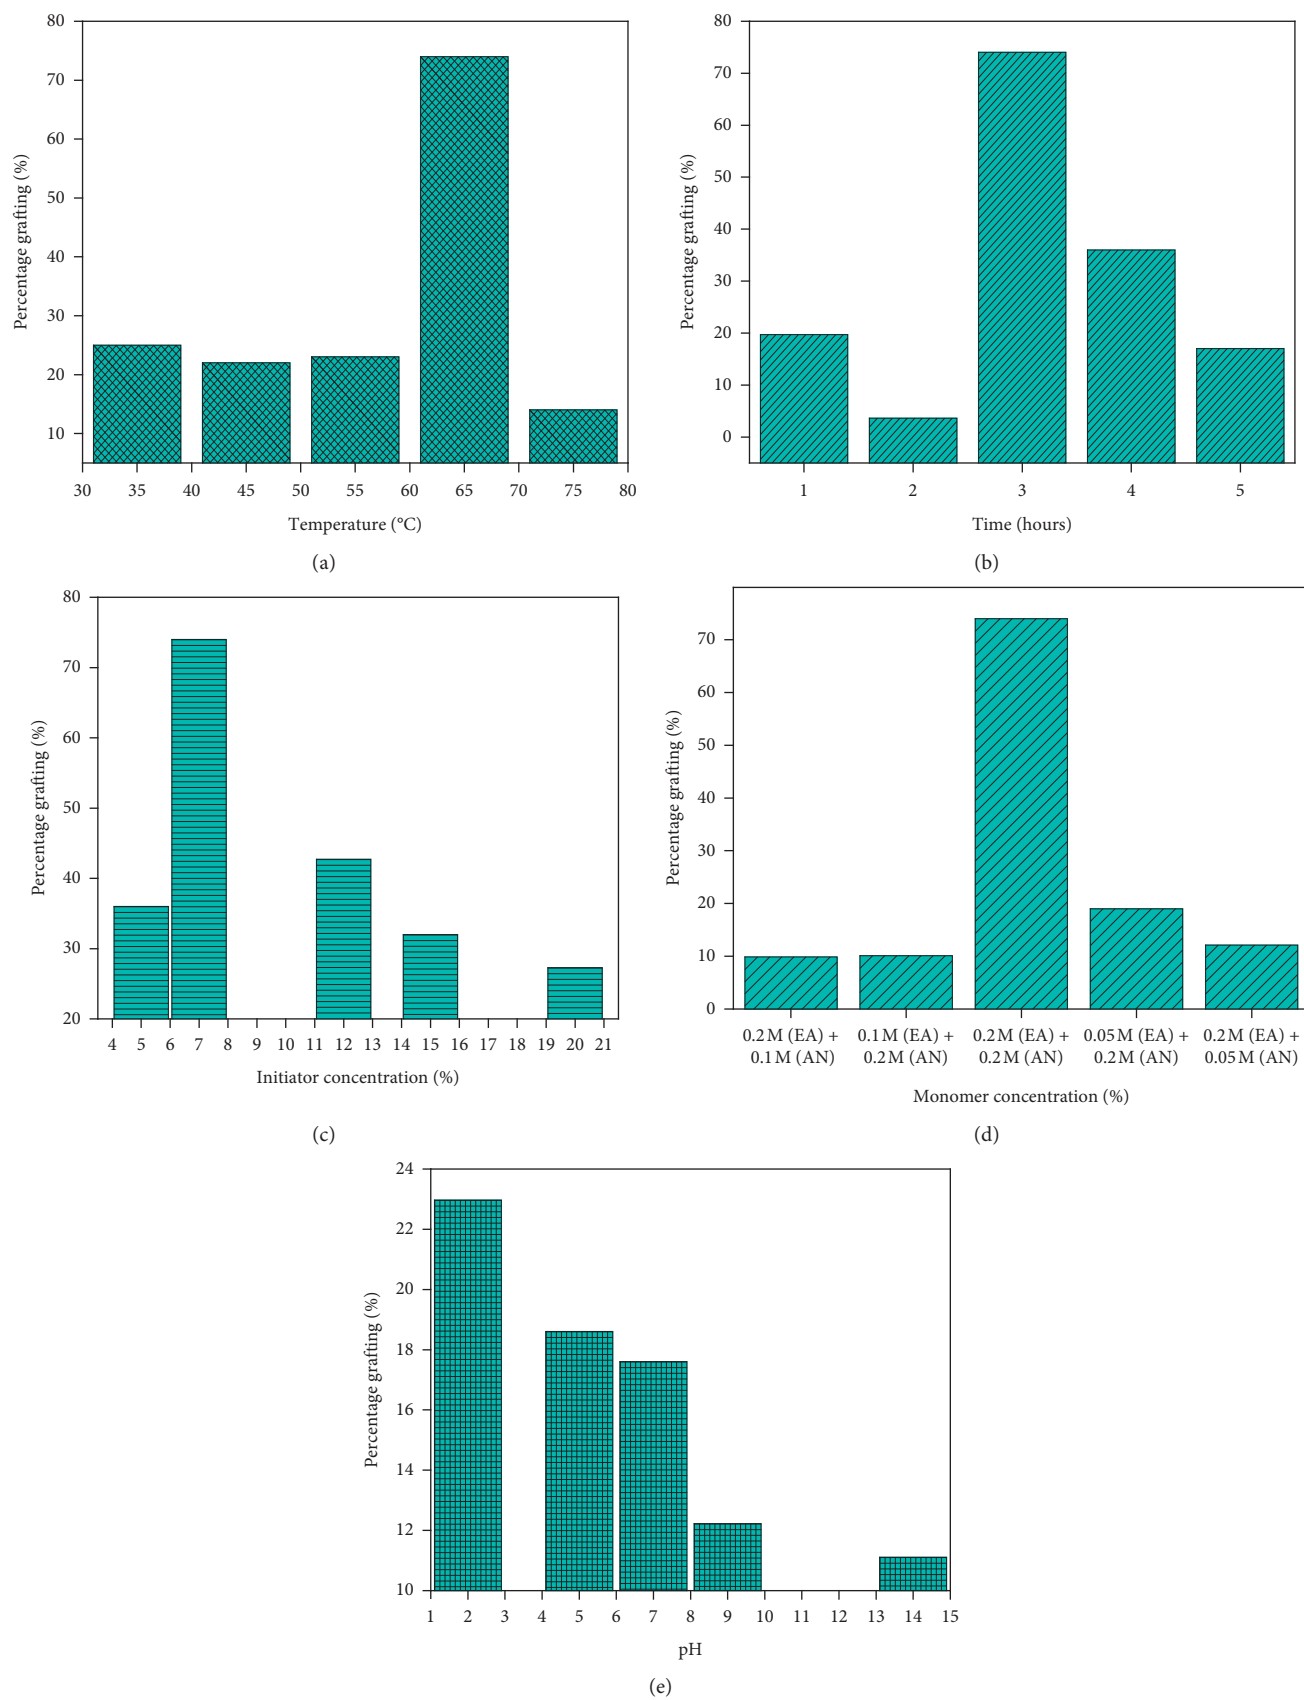 80
70
60
50
40
30
20
10
Percentage grafting (%)
30 35 40 45 50 55 60 65 70 75 80
Temperature (°C)
(a)
80
70
60
50
40
30
20
10
0
Percentage grafting (%)
1 2 3 4 5
Time (hours)
(b)
80
70
60
50
40
30
20
Percentage grafting (%)
4 5 6 7 8 9 10 11 12 13 14 15 16 17 18 19 20 21
Initiator concentration (%)
(c)
70
60
50
40
30
20
10
0
Percentage grafting (%)
0.2 M (EA) + 0.1 M (EA) + 0.2 M (EA) + 0.05 M (EA) + 0.2 M (EA) +
0.1 M (AN) 0.2 M (AN) 0.2 M (AN) 0.2 M (AN) 0.05 M (AN)
Monomer concentration (%)
(d)
24
22
20
18
16
14
12
10
Percentage grafting (%)
1 2 3 4 5 6 7 8 9 10 11 12 13 14 15
pH
(e)